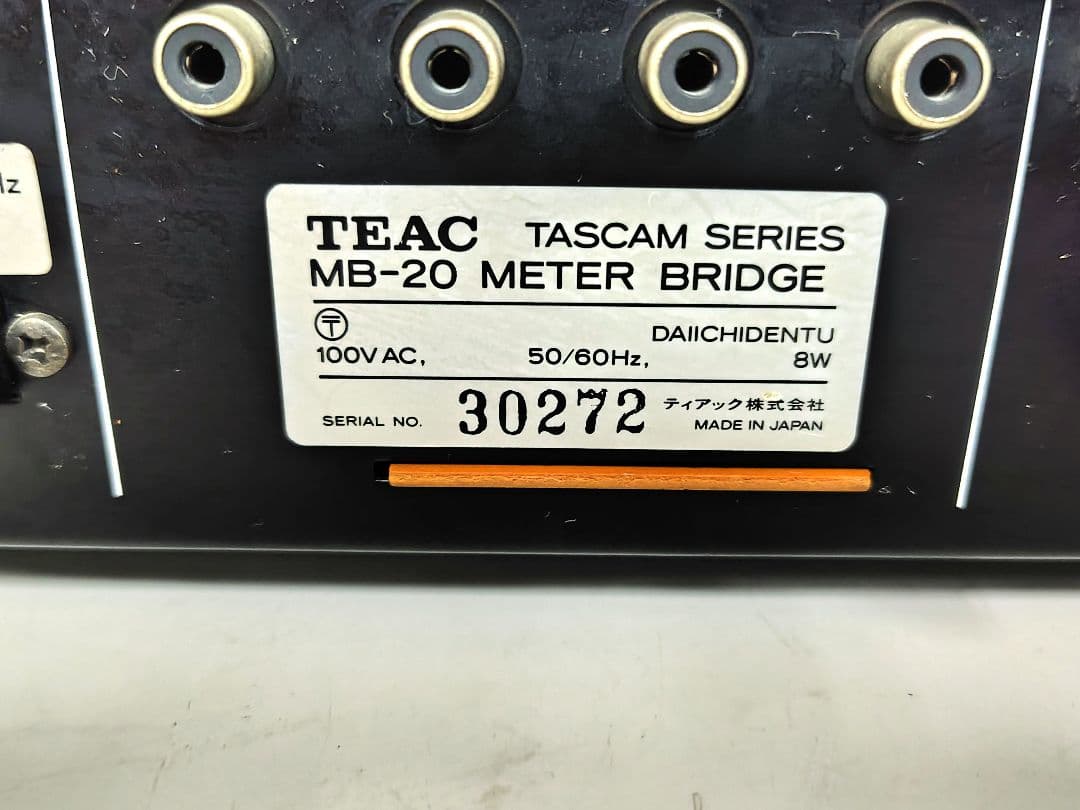 Hz
TEAC TASCAM SERIES
MB-20 METER BRIDGE
〒 DAIICHIDENTU
100V AC, 50/60Hz, 8W
SERIAL NO. 30272 ティアック株式会社
MADE IN JAPAN